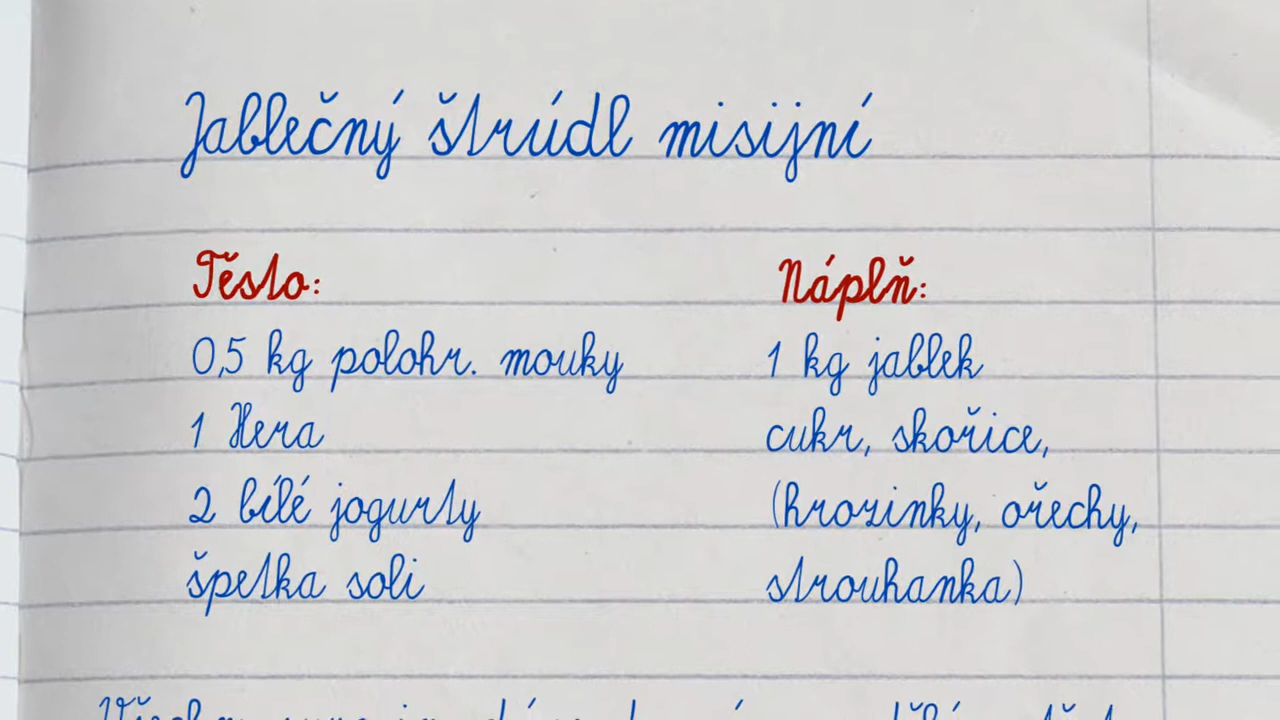 Jablečný štrúdl misijní
Těsto:
0,5 kg polohr. mouky
1 Hera
2 bílé jogurty
špetka soli
Náplň:
1 kg jablek
cukr, skořice,
(hrozinky, ořechy,
strouhanka)